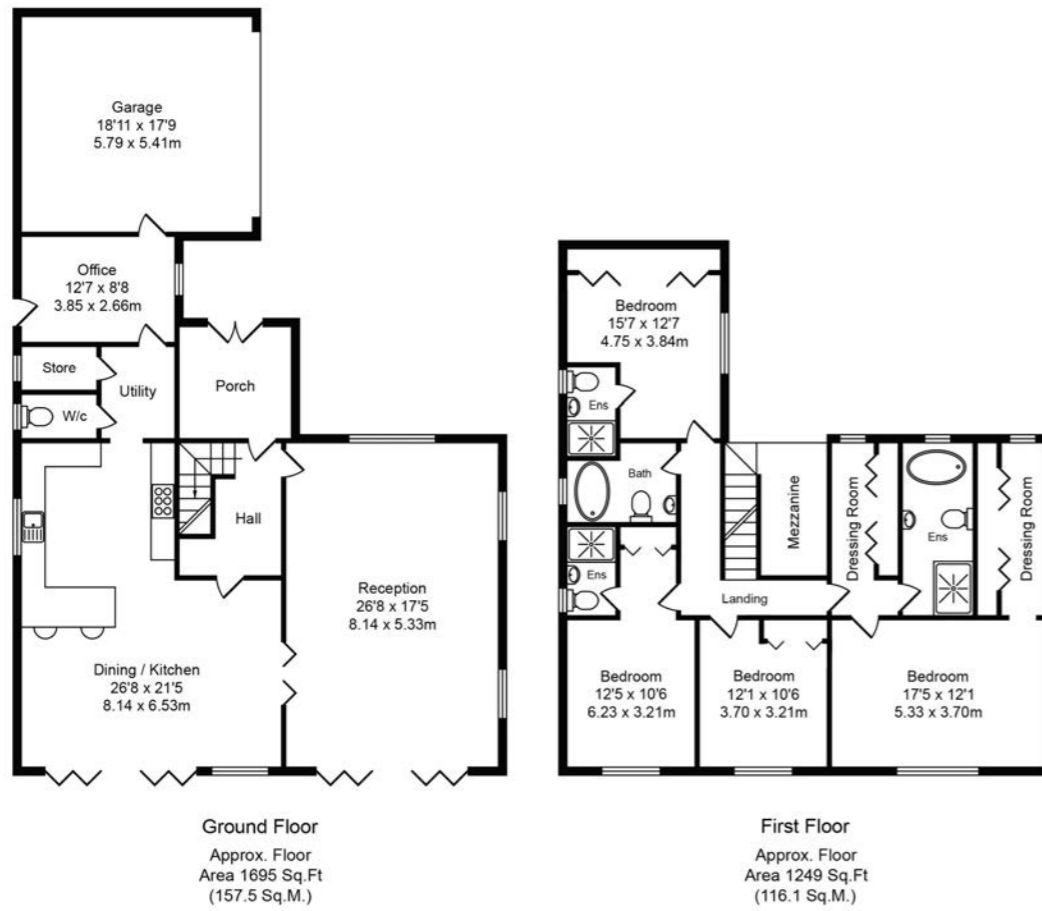 Garage
18'11 x 17'9
5.79 x 5.41m
Office
12'7 x 8'8
3.85 x 2.66m
Store
Utility
W/c
Porch
Hall
Reception
26'8 x 17'5
8.14 x 5.33m
Dining / Kitchen
26'8 x 21'5
8.14 x 6.53m
Ground Floor
Approx. Floor
Area 1695 Sq.Ft
(157.5 Sq.M.)
Bedroom
15'7 x 12'7
4.75 x 3.84m
Ens
Bath
Ens
Mezzanine
Dressing Room
Ens
Dressing Room
Landing
Bedroom
12'5 x 10'6
6.23 x 3.21m
Bedroom
12'1 x 10'6
3.70 x 3.21m
Bedroom
17'5 x 12'1
5.33 x 3.70m
First Floor
Approx. Floor
Area 1249 Sq.Ft
(116.1 Sq.M.)